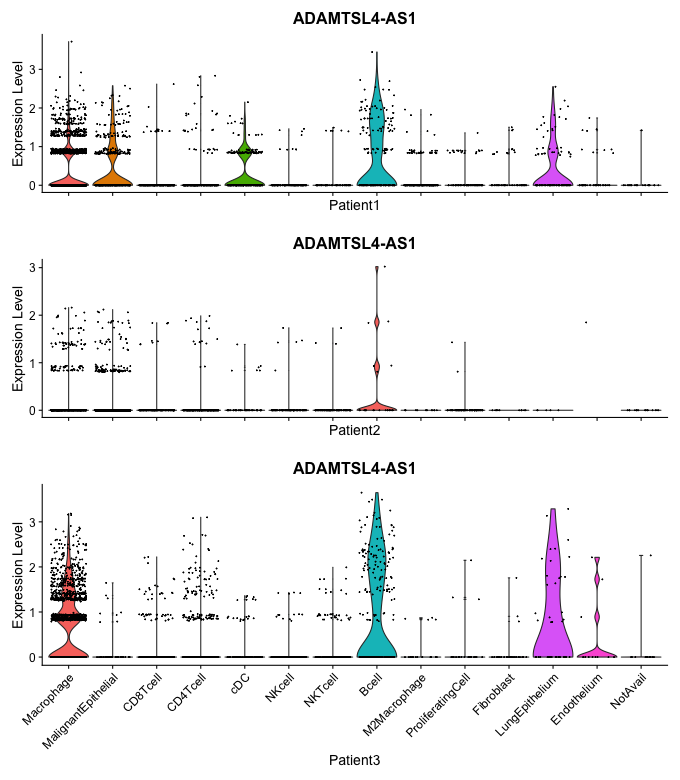 ADAMTSL4-AS1
Expression Level
3
2
1
0
Patient1
ADAMTSL4-AS1
Expression Level
3
2
1
0
Patient2
ADAMTSL4-AS1
Expression Level
3
2
1
0
Macrophage
MalignantEpithelial
CD8Tcell
CD4Tcell
cDC
NKcell
NKTcell
Bcell
M2Macrophage
ProliferatingCell
Fibroblast
LungEpithelium
Endothelium
NotAvail
Patient3